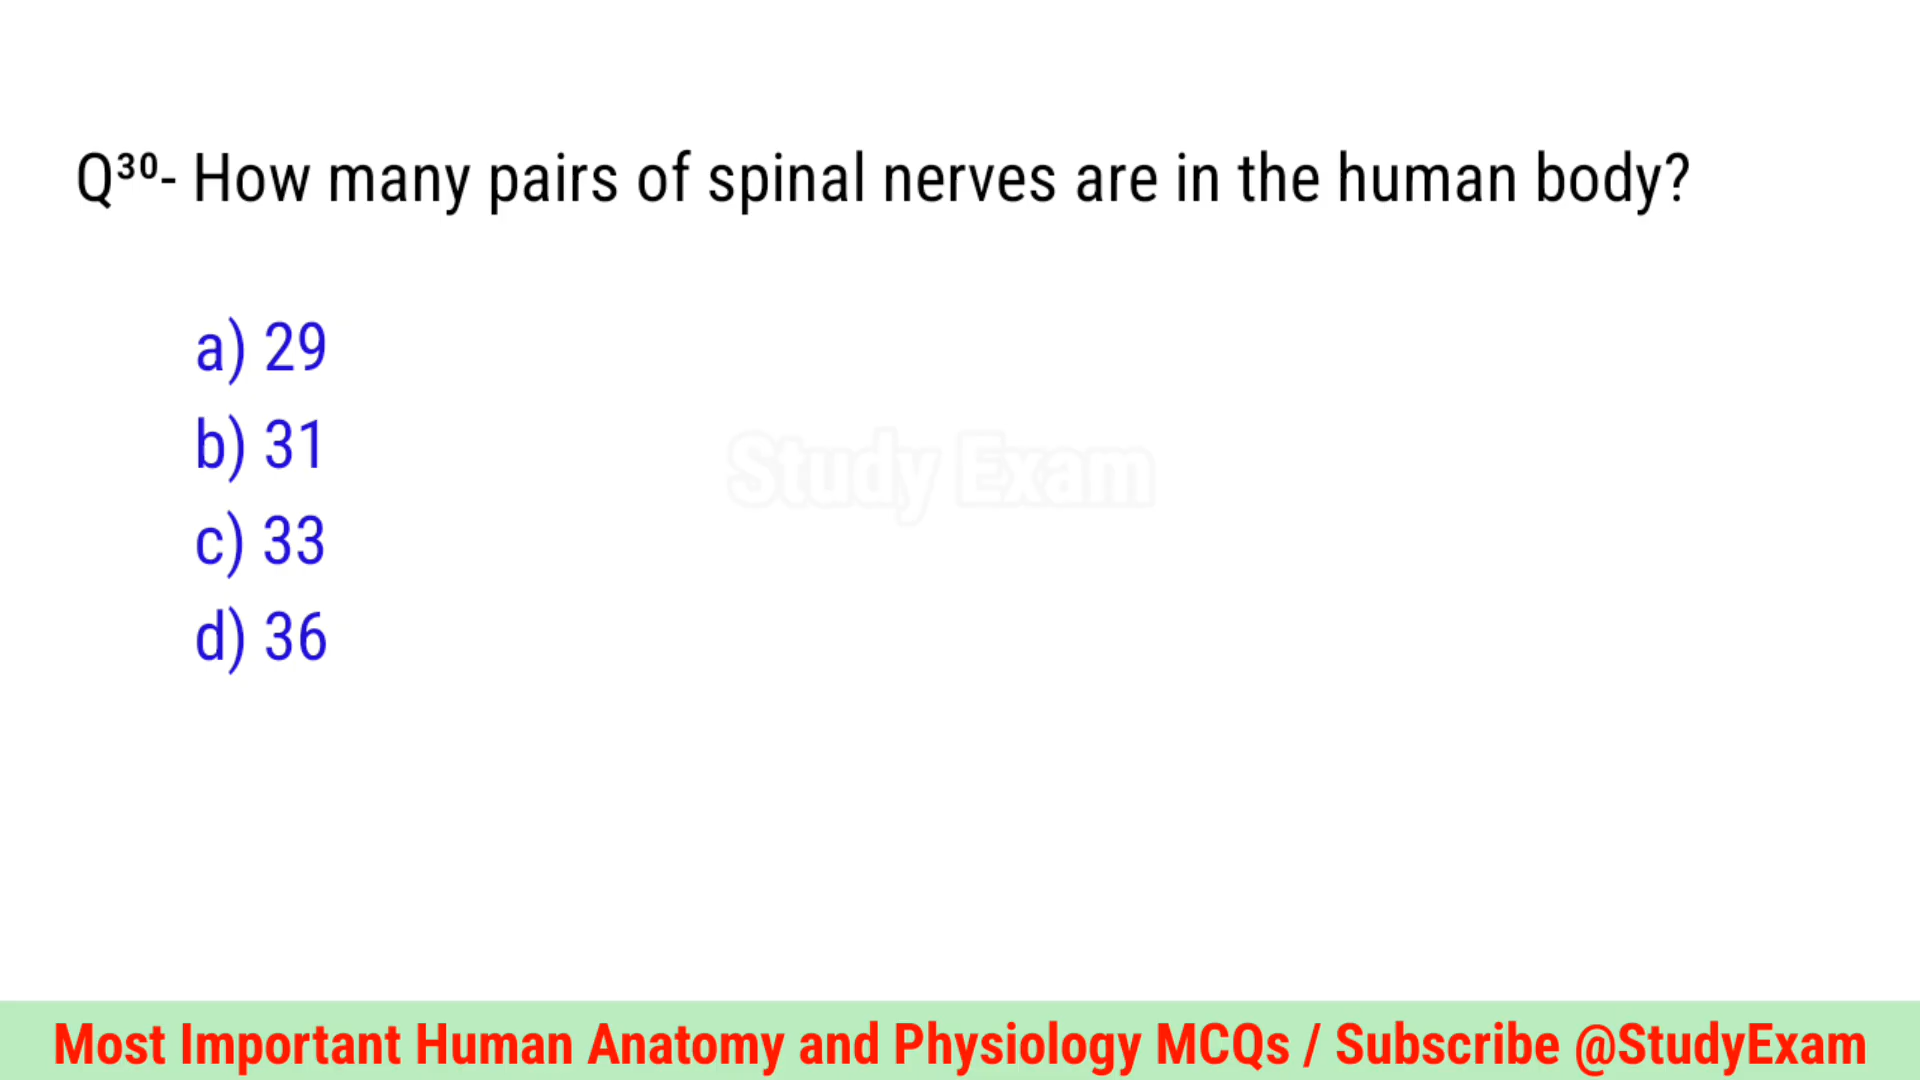 Q³⁰- How many pairs of spinal nerves are in the human body?
a) 29
b) 31
Study Exam
c) 33
d) 36
Most Important Human Anatomy and Physiology MCQs / Subscribe @StudyExam